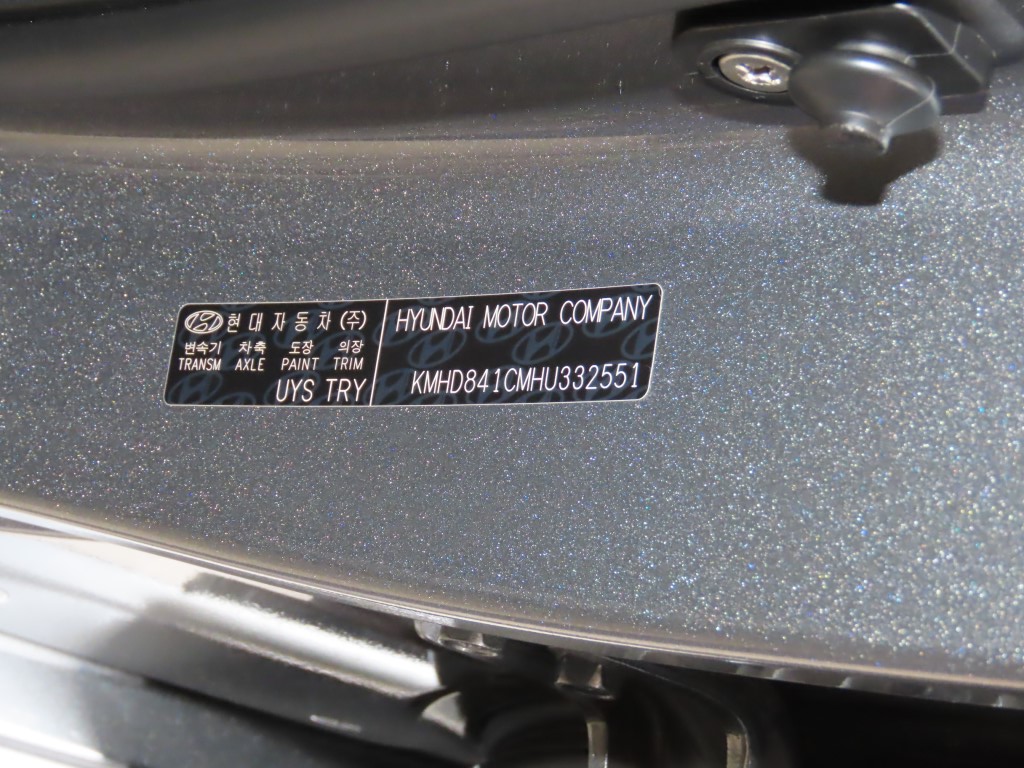 현대자동차(주)
변속기 차축 도장 의장
TRANSM AXLE PAINT TRIM
UYS TRY
HYUNDAI MOTOR COMPANY
KMHD841CMHU332551